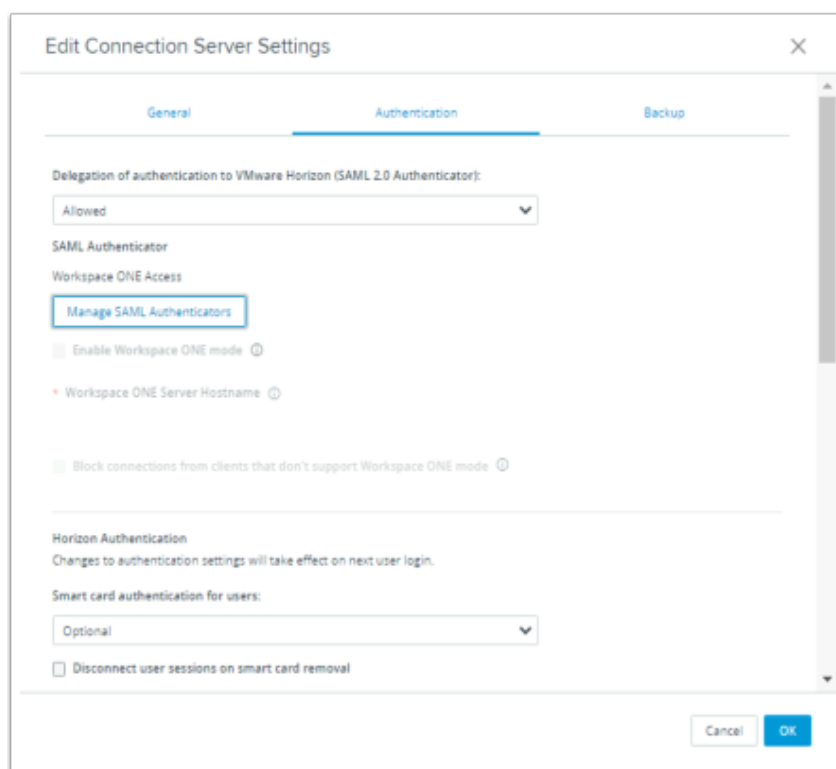 Edit Connection Server Settings
General Authentication Backup
Delegation of authentication to VMware Horizon (SAML 2.0 Authenticator):
Allowed
SAML Authenticator
Workspace ONE Access
Manage SAML Authenticators
Enable Workspace ONE mode
* Workspace ONE Server Hostname
Block connections from clients that don't support Workspace ONE mode
Horizon Authentication
Changes to authentication settings will take effect on next user login.
Smart card authentication for users:
Optional
Disconnect user sessions on smart card removal
Cancel OK